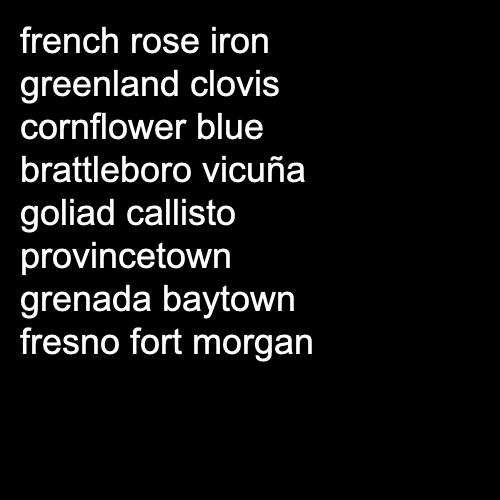 french rose iron
greenland clovis
cornflower blue
brattleboro vicuña
goliad callisto
provincetown
grenada baytown
fresno fort morgan